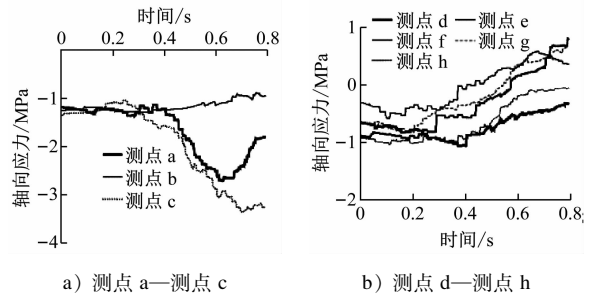 时间/s
0 0.2 0.4 0.6 0.8
-1
-2
-3
-4
轴向应力/MPa
测点 a
测点 b
测点 c
a）测点 a—测点 c
1
0
-1
-2
轴向应力/MPa
测点 d 测点 e
测点 f 测点 g
测点 h
0 0.2 0.4 0.6 0.8
时间/s
b）测点 d—测点 h